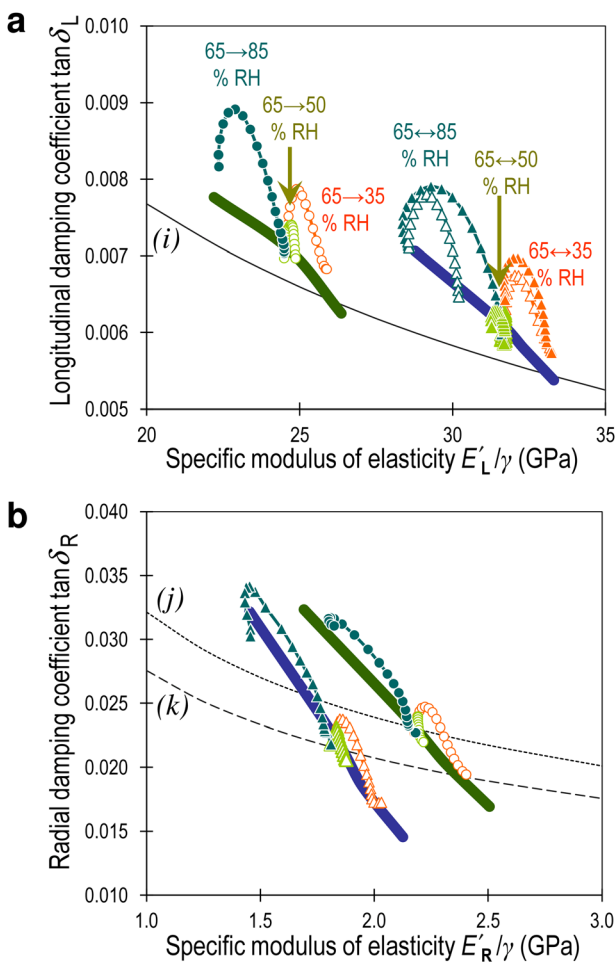 a
Longitudinal damping coefficient tanδL
0.010
0.009
0.008
0.007
0.006
0.005
65→85
% RH
65→50
% RH
65→35
% RH
65↔85
% RH
65↔50
% RH
65↔35
% RH
(i)
20
25
30
35
Specific modulus of elasticity E′L/γ (GPa)
b
Radial damping coefficient tanδR
0.040
0.035
0.030
0.025
0.020
0.015
0.010
(j)
(k)
1.0
1.5
2.0
2.5
3.0
Specific modulus of elasticity E′R/γ (GPa)